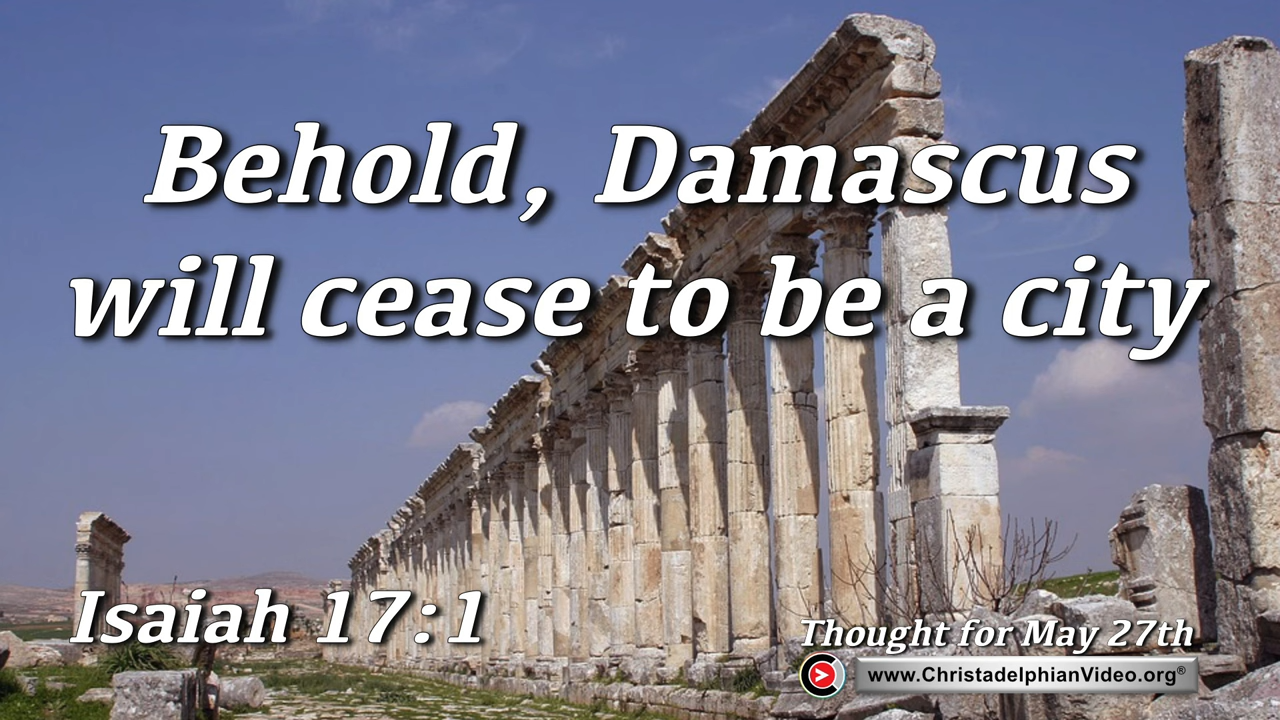 Behold, Damascus
will cease to be a city
Isaiah 17:1
Thought for May 27th
www.ChristadelphianVideo.org®